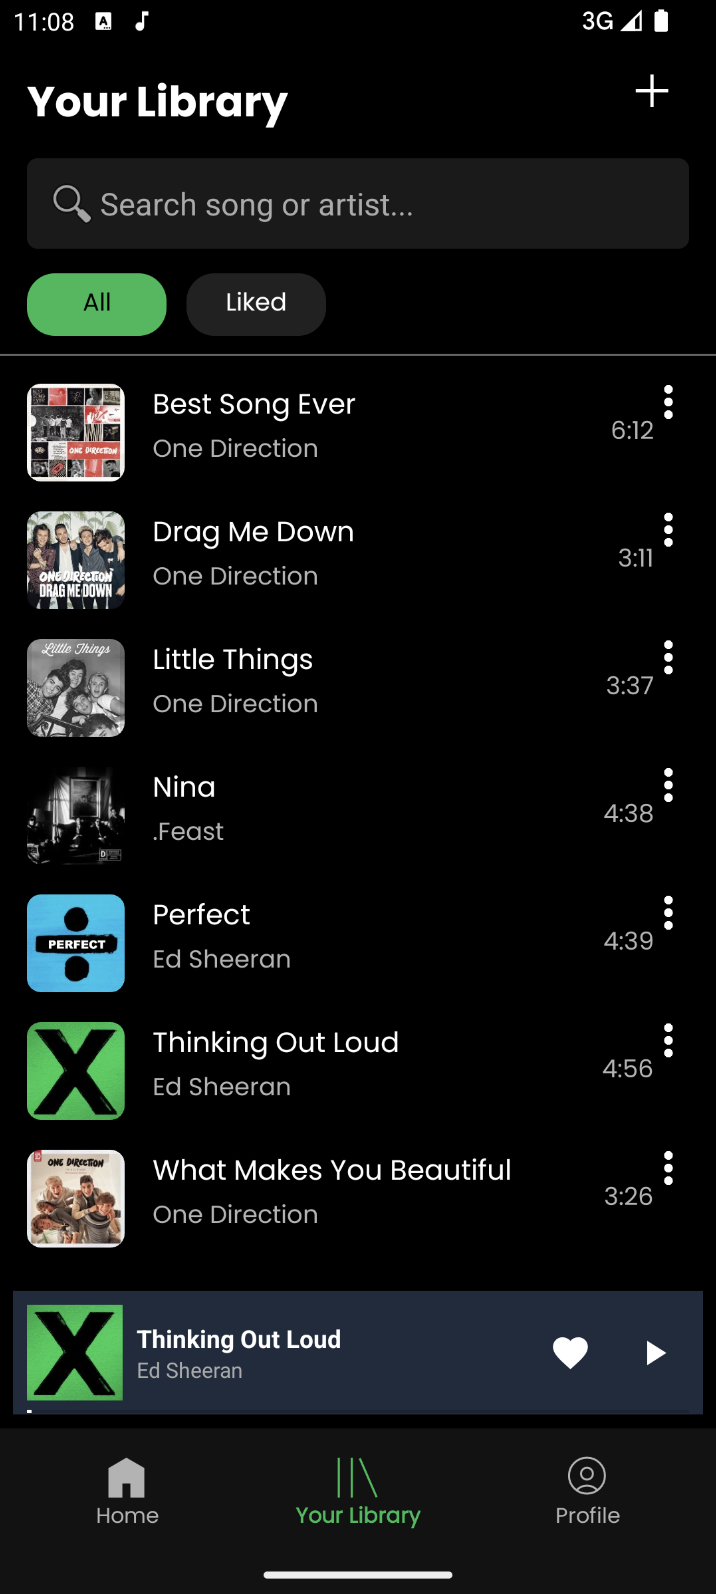 11:08
3G
Your Library
Search song or artist...
All
Liked
Best Song Ever
One Direction
6:12
ONE DIRECTION
Drag Me Down
One Direction
3:11
ONE DIRECTION
DRAG ME DOWN
Little Things
One Direction
3:37
Little Things
Nina
.Feast
4:38
Perfect
Ed Sheeran
4:39
PERFECT
Thinking Out Loud
Ed Sheeran
4:56
What Makes You Beautiful
One Direction
3:26
ONE DIRECTION
Thinking Out Loud
Ed Sheeran
Home
Your Library
Profile